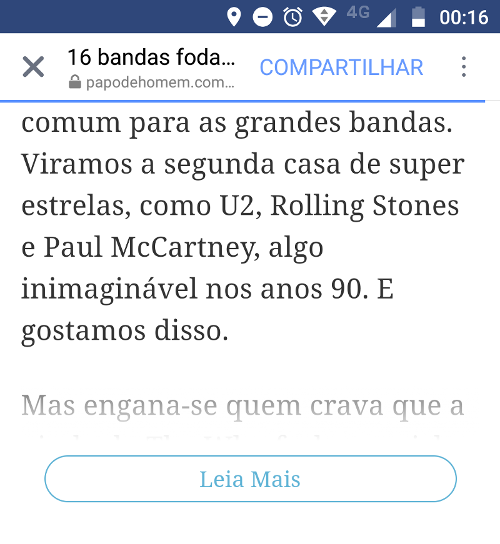 4G 00:16
16 bandas foda...
COMPARTILHAR
papodehomem.com...
comum para as grandes bandas.
Viramos a segunda casa de super
estrelas, como U2, Rolling Stones
e Paul McCartney, algo
inimaginável nos anos 90. E
gostamos disso.
Mas engana-se quem crava que a
Leia Mais